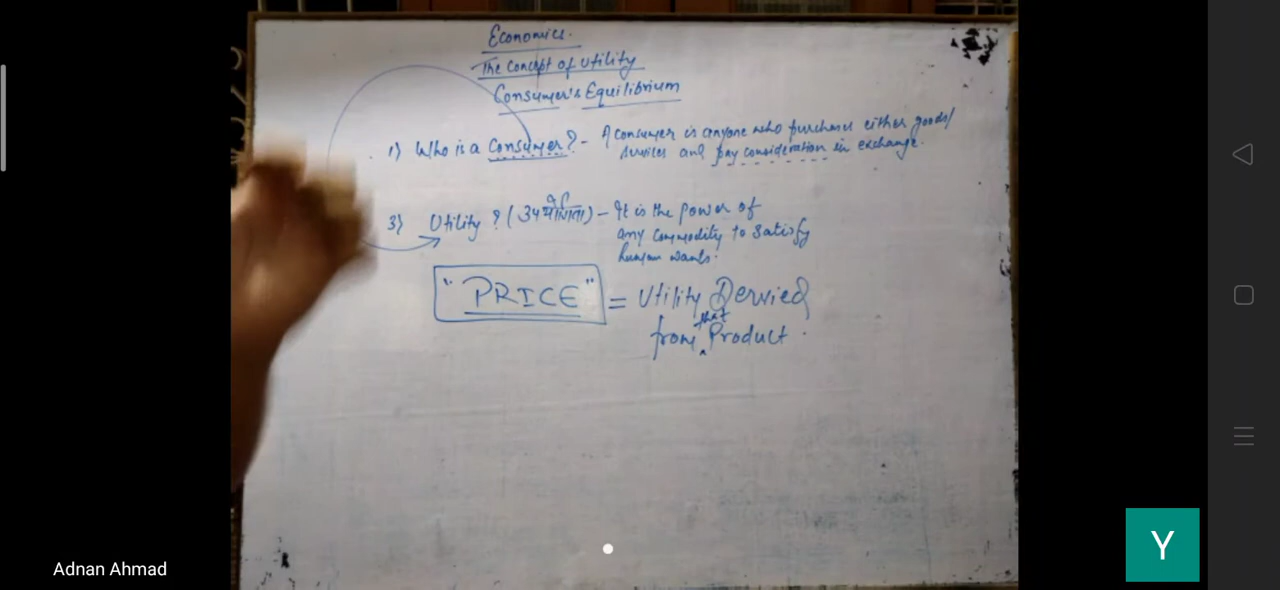 Economics.
The Concept of Utility
Consumer's Equilibrium
1) Who is a Consumer? - A consumer is anyone who purchases either goods/
services and pay consideration in exchange.
3) Utility ? ( ) - It is the power of
any commodity to satisfy
human wants.
"PRICE" = Utility Dervied
from that Product.
Adnan Ahmad
Y